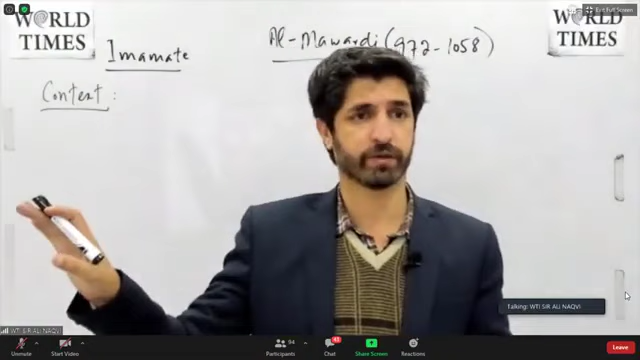 Exit Full Screen
WORLD
TIMES
Al-Mawardi (972-1058)
WORLD
TIMES
Imamate
Context:
Talking: WTI SIR ALI NAQVI
WTI SIR ALI NAQVI
Unmute
Start Video
94
Participants
Chat
Share Screen
Reactions
Leave